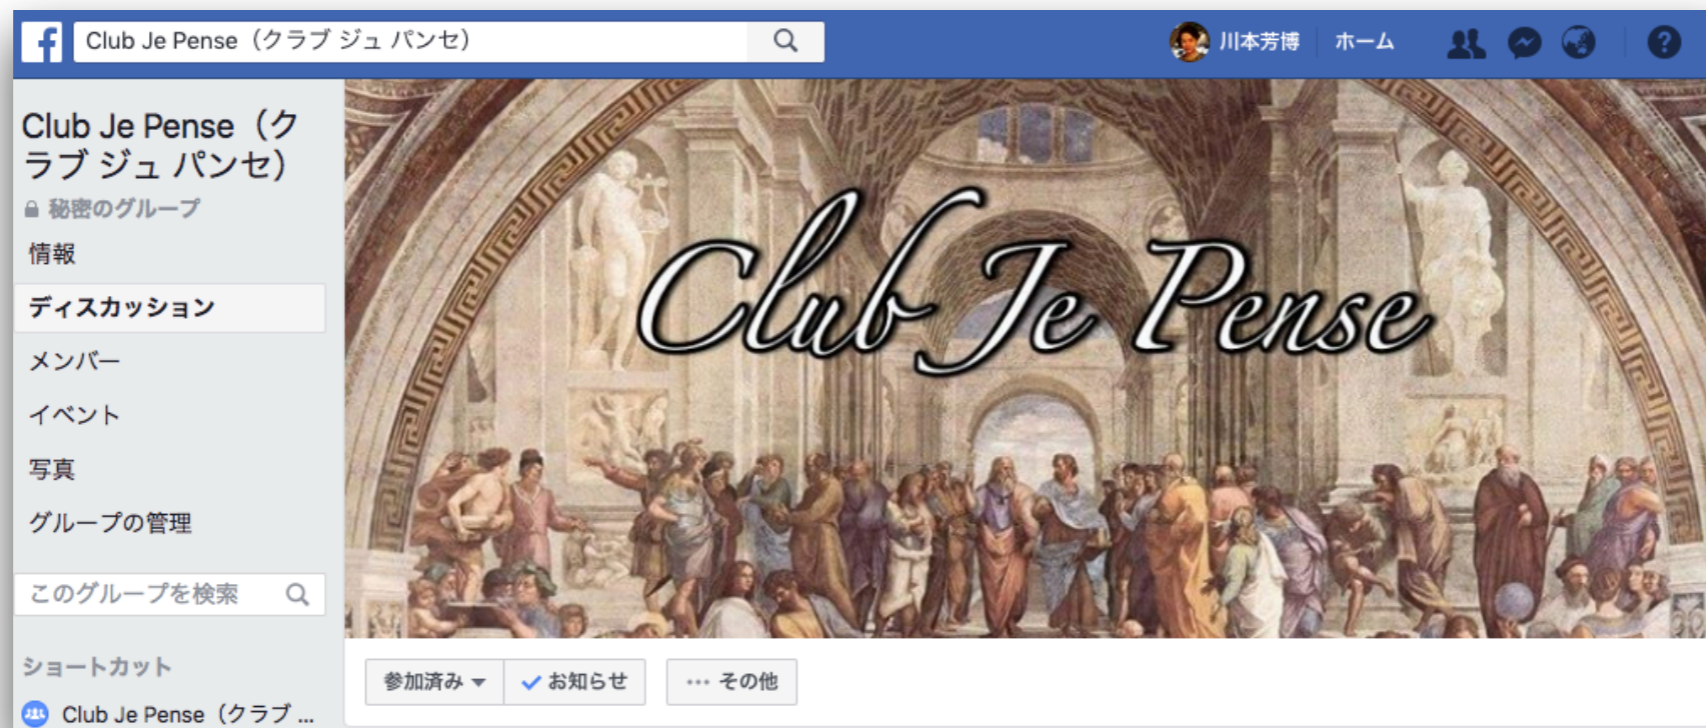 f
Club Je Pense（クラブ ジュ パンセ）
川本芳博
ホーム
?
Club Je Pense（ク
ラブ ジュ パンセ）
秘密のグループ
情報
ディスカッション
メンバー
イベント
写真
グループの管理
このグループを検索
ショートカット
Club Je Pense（クラブ ...
Club Je Pense
参加済み
お知らせ
... その他